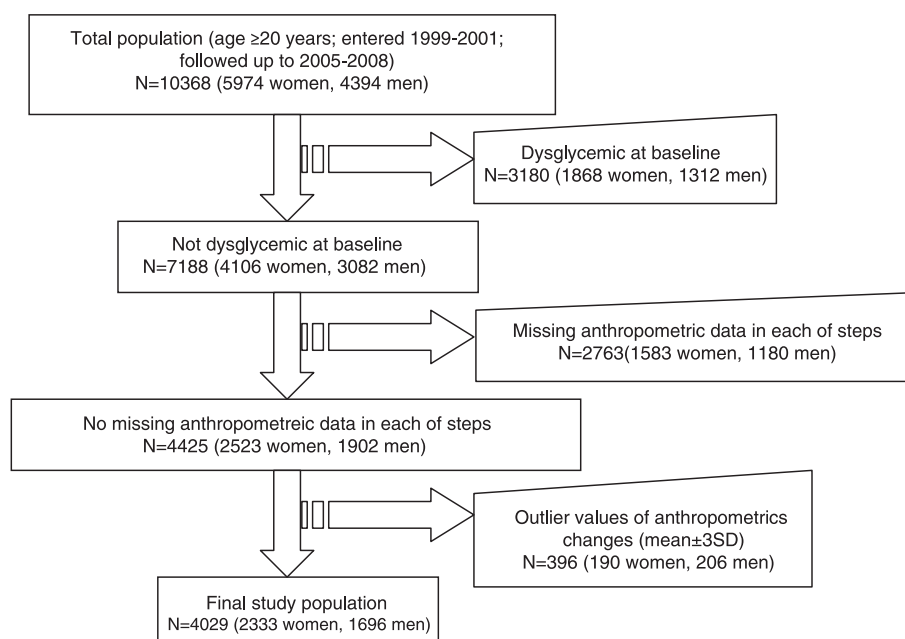 Total population (age ≥20 years; entered 1999-2001;
followed up to 2005-2008)
N=10368 (5974 women, 4394 men)
Dysglycemic at baseline
N=3180 (1868 women, 1312 men)
Not dysglycemic at baseline
N=7188 (4106 women, 3082 men)
Missing anthropometric data in each of steps
N=2763(1583 women, 1180 men)
No missing anthropometreic data in each of steps
N=4425 (2523 women, 1902 men)
Outlier values of anthropometrics
changes (mean±3SD)
N=396 (190 women, 206 men)
Final study population
N=4029 (2333 women, 1696 men)